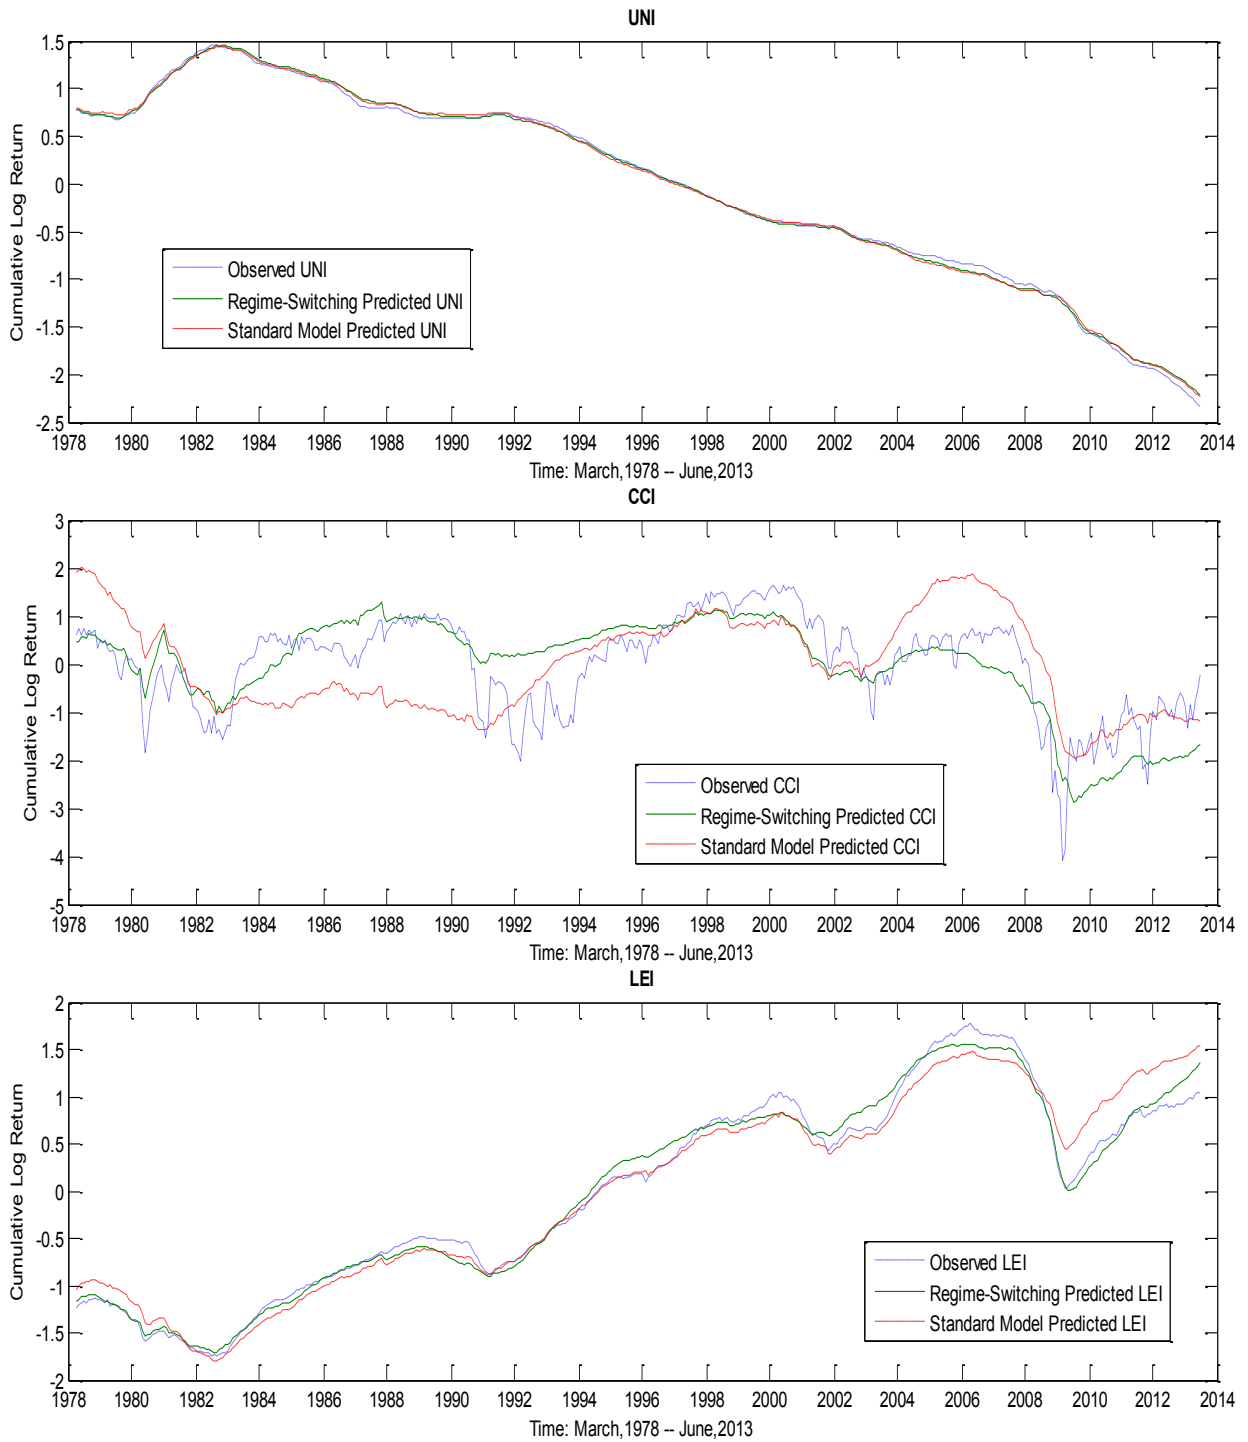 UNI
1.5
1
0.5
0
-0.5
-1
-1.5
-2
-2.5
Cumulative Log Return
Observed UNI
Regime-Switching Predicted UNI
Standard Model Predicted UNI
1978 1980 1982 1984 1986 1988 1990 1992 1994 1996 1998 2000 2002 2004 2006 2008 2010 2012 2014
Time: March,1978 -- June,2013
CCI
3
2
1
0
-1
-2
-3
-4
-5
Cumulative Log Return
Observed CCI
Regime-Switching Predicted CCI
Standard Model Predicted CCI
1978 1980 1982 1984 1986 1988 1990 1992 1994 1996 1998 2000 2002 2004 2006 2008 2010 2012 2014
Time: March,1978 -- June,2013
LEI
2
1.5
1
0.5
0
-0.5
-1
-1.5
-2
Cumulative Log Return
Observed LEI
Regime-Switching Predicted LEI
Standard Model Predicted LEI
1978 1980 1982 1984 1986 1988 1990 1992 1994 1996 1998 2000 2002 2004 2006 2008 2010 2012 2014
Time: March,1978 -- June,2013